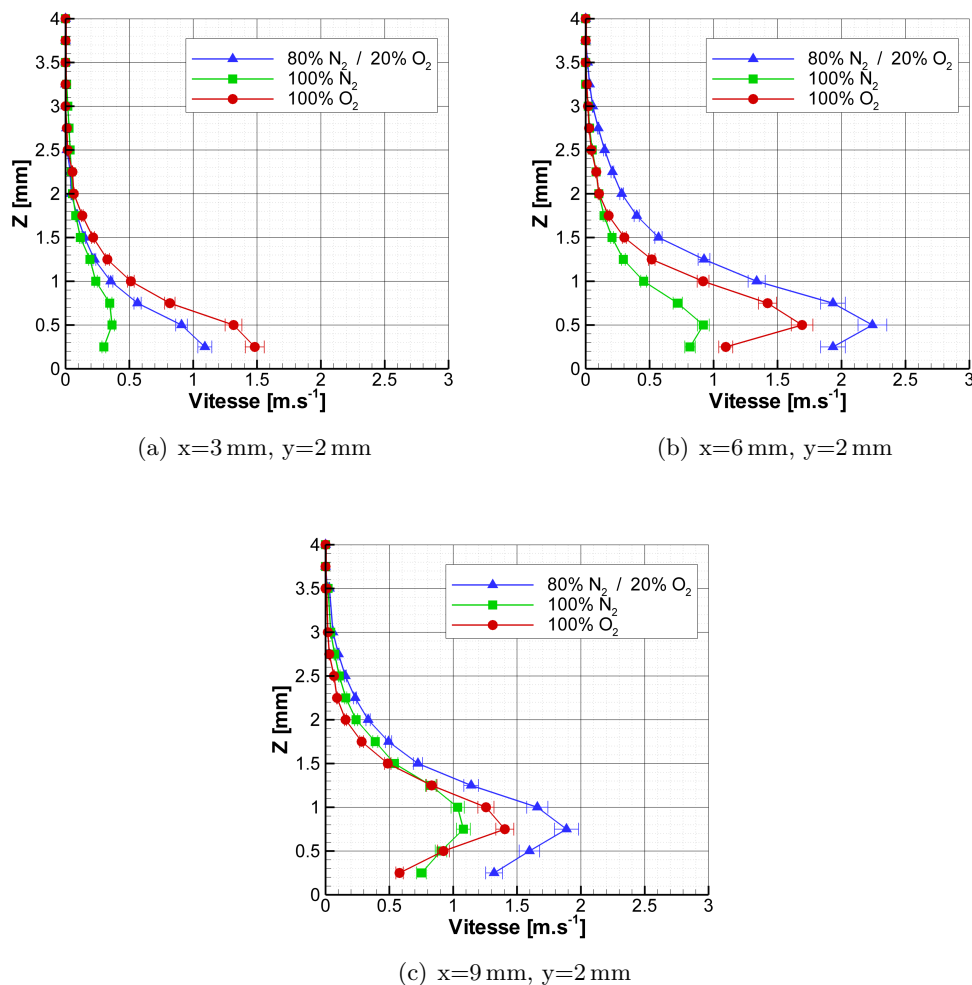 4
3.5
3
2.5
2
1.5
1
0.5
0
Z [mm]
80% N2 / 20% O2
100% N2
100% O2
0 0.5 1 1.5 2 2.5 3
Vitesse [m.s-1]
(a) x=3 mm, y=2 mm
4
3.5
3
2.5
2
1.5
1
0.5
0
Z [mm]
80% N2 / 20% O2
100% N2
100% O2
0 0.5 1 1.5 2 2.5 3
Vitesse [m.s-1]
(b) x=6 mm, y=2 mm
4
3.5
3
2.5
2
1.5
1
0.5
0
Z [mm]
80% N2 / 20% O2
100% N2
100% O2
0 0.5 1 1.5 2 2.5 3
Vitesse [m.s-1]
(c) x=9 mm, y=2 mm